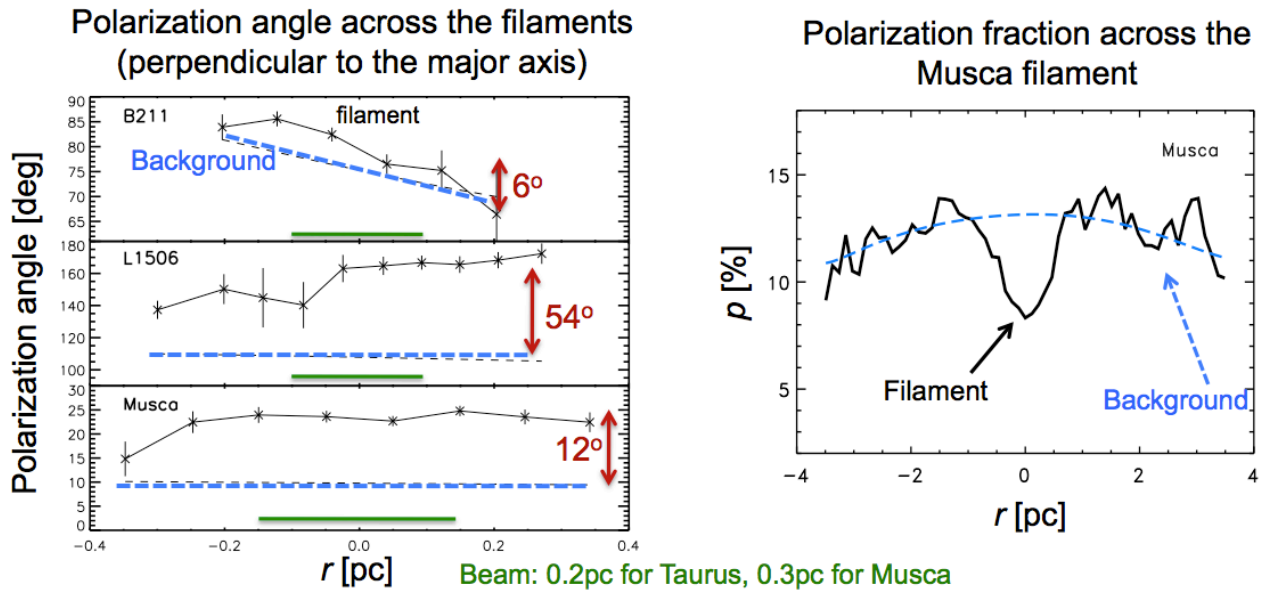 Polarization angle across the filaments
(perpendicular to the major axis)
Polarization angle [deg]
90
85
80
75
70
65
B211
filament
Background
6º
180
160
140
120
100
L1506
54º
30
25
20
15
10
5
0
Musca
12º
−0.4
−0.2
0.0
0.2
0.4
r [pc]
Polarization fraction across the
Musca filament
p [%]
15
10
5
Musca
Filament
Background
−4
−2
0
2
4
r [pc]
Beam: 0.2pc for Taurus, 0.3pc for Musca